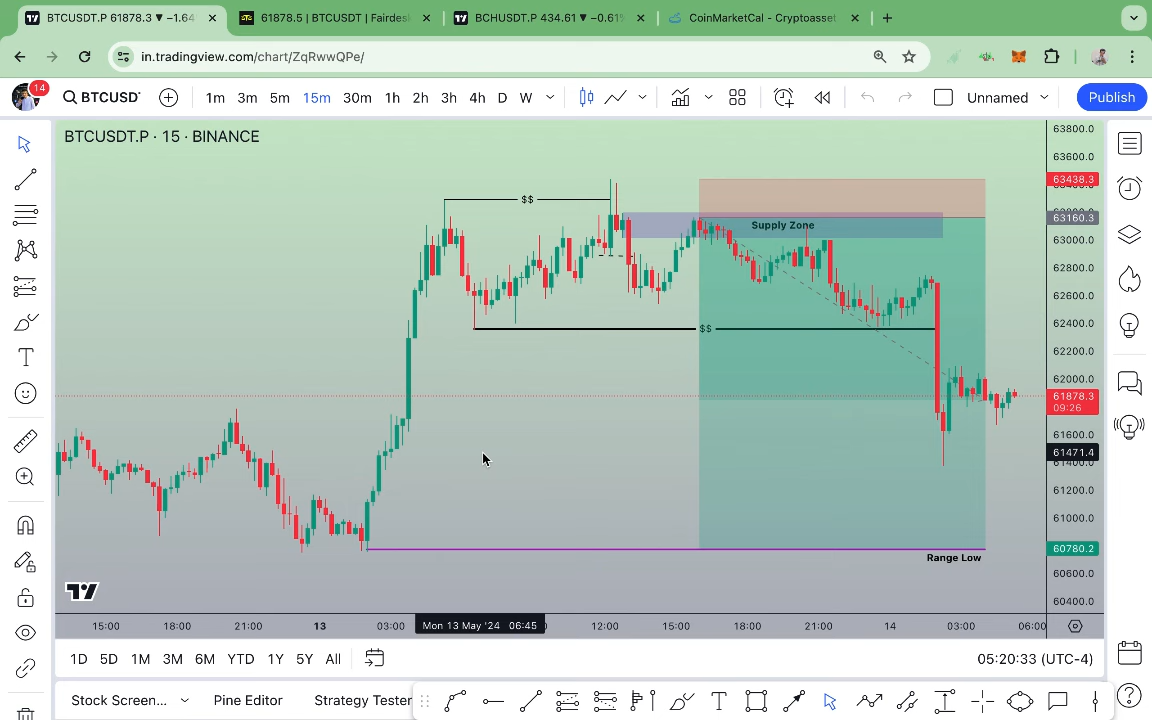 BTCUSDT.P 61878.3 ▼ −1.64
61878.5 | BTCUSDT | Fairdes
BCHUSDT.P 434.61 ▼ −0.61
CoinMarketCal - Cryptoasset
in.tradingview.com/chart/ZqRwwQPe/
14
BTCUSD
1m 3m 5m 15m 30m 1h 2h 3h 4h D W
Unnamed
Publish
BTCUSDT.P · 15 · BINANCE
63800.0
63600.0
63438.3
$$
63160.3
Supply Zone
63000.0
62800.0
62600.0
62400.0
$$
62200.0
62000.0
61878.3
09:26
61600.0
61471.4
61400.0
61200.0
61000.0
60780.2
Range Low
60600.0
60400.0
15:00 18:00 21:00 13 03:00 Mon 13 May '24 06:45 12:00 15:00 18:00 21:00 14 03:00 06:00
1D 5D 1M 3M 6M YTD 1Y 5Y All
05:20:33 (UTC-4)
Stock Screen... Pine Editor Strategy Tester